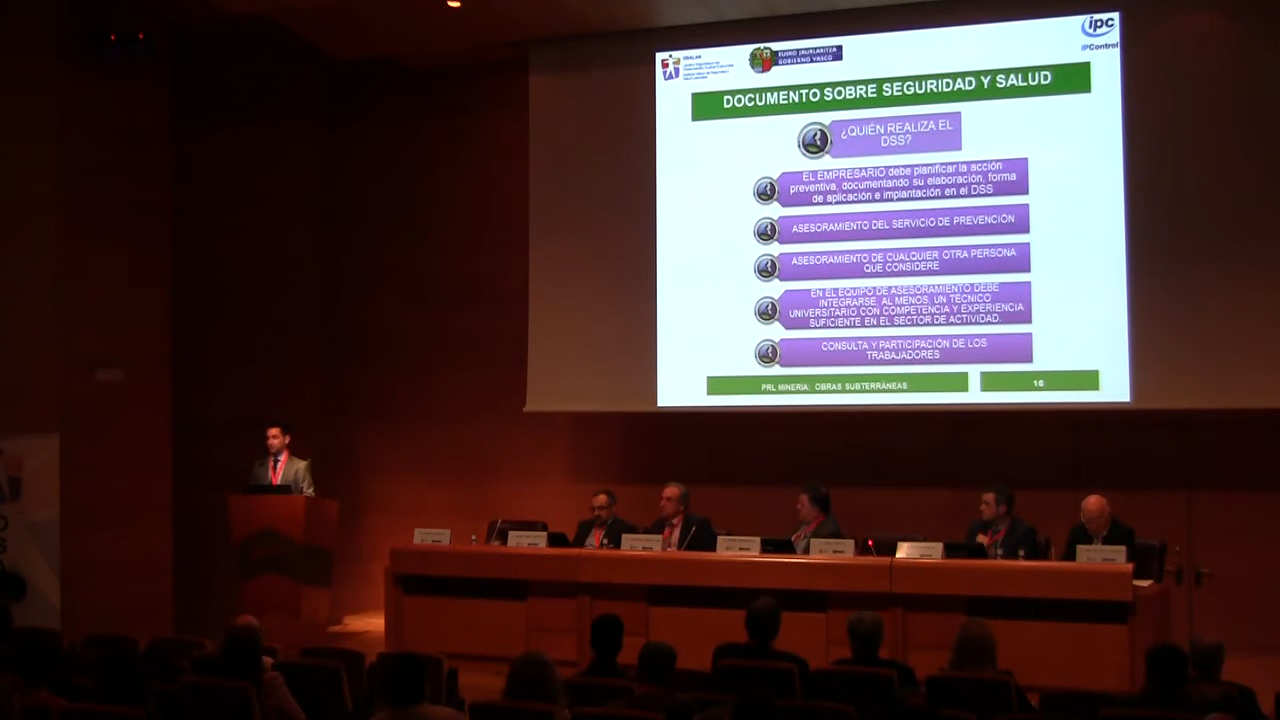 OSALAN
EUSKO JAURLARITZA
GOBIERNO VASCO
ipc
IPControl
DOCUMENTO SOBRE SEGURIDAD Y SALUD
¿QUIÉN REALIZA EL
DSS?
EL EMPRESARIO debe planificar la acción
preventiva, documentando su elaboración, forma
de aplicación e implantación en el DSS
ASESORAMIENTO DEL SERVICIO DE PREVENCIÓN
ASESORAMIENTO DE CUALQUIER OTRA PERSONA
QUE CONSIDERE
EN EL EQUIPO DE ASESORAMIENTO DEBE
INTEGRARSE, AL MENOS, UN TÉCNICO
UNIVERSITARIO CON COMPETENCIA Y EXPERIENCIA
SUFICIENTE EN EL SECTOR DE ACTIVIDAD.
CONSULTA Y PARTICIPACIÓN DE LOS
TRABAJADORES
PRL MINERÍA: OBRAS SUBTERRÁNEAS
16